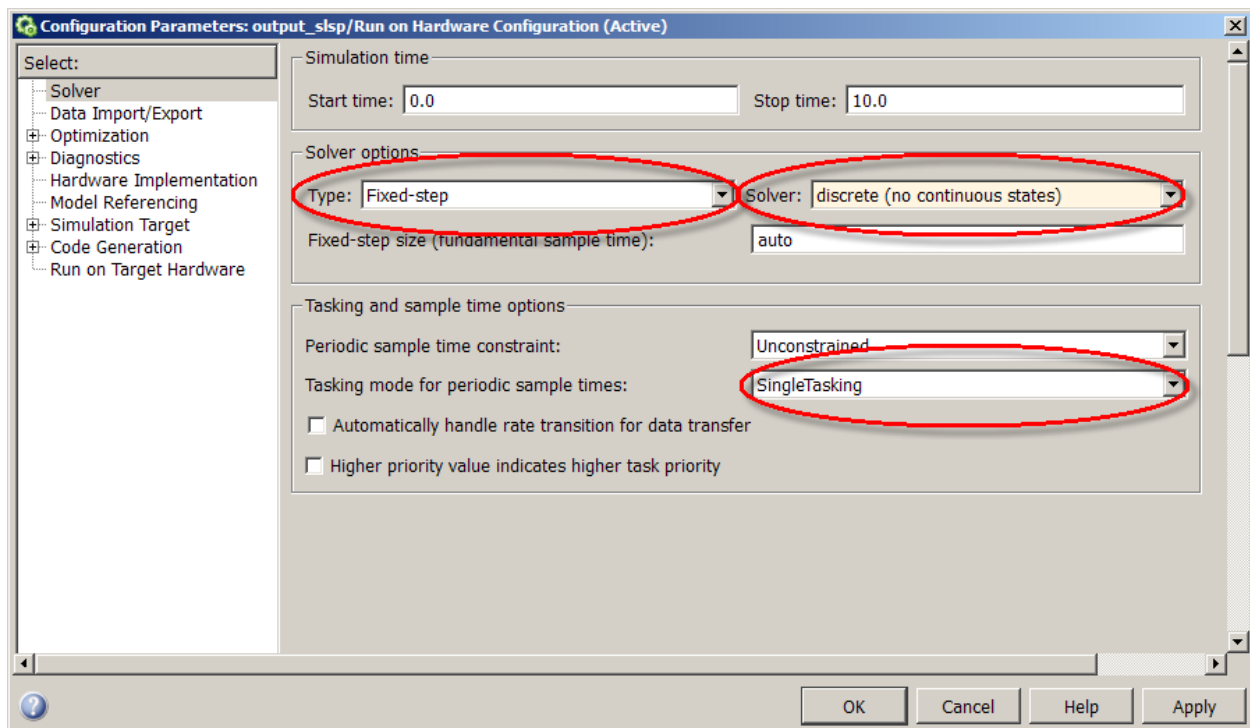 Configuration Parameters: output_slsp/Run on Hardware Configuration (Active)
Select:
Solver
Data Import/Export
Optimization
Diagnostics
Hardware Implementation
Model Referencing
Simulation Target
Code Generation
Run on Target Hardware
Simulation time
Start time: 0.0 Stop time: 10.0
Solver options
Type: Fixed-step Solver: discrete (no continuous states)
Fixed-step size (fundamental sample time): auto
Tasking and sample time options
Periodic sample time constraint: Unconstrained
Tasking mode for periodic sample times: SingleTasking
Automatically handle rate transition for data transfer
Higher priority value indicates higher task priority
OK Cancel Help Apply